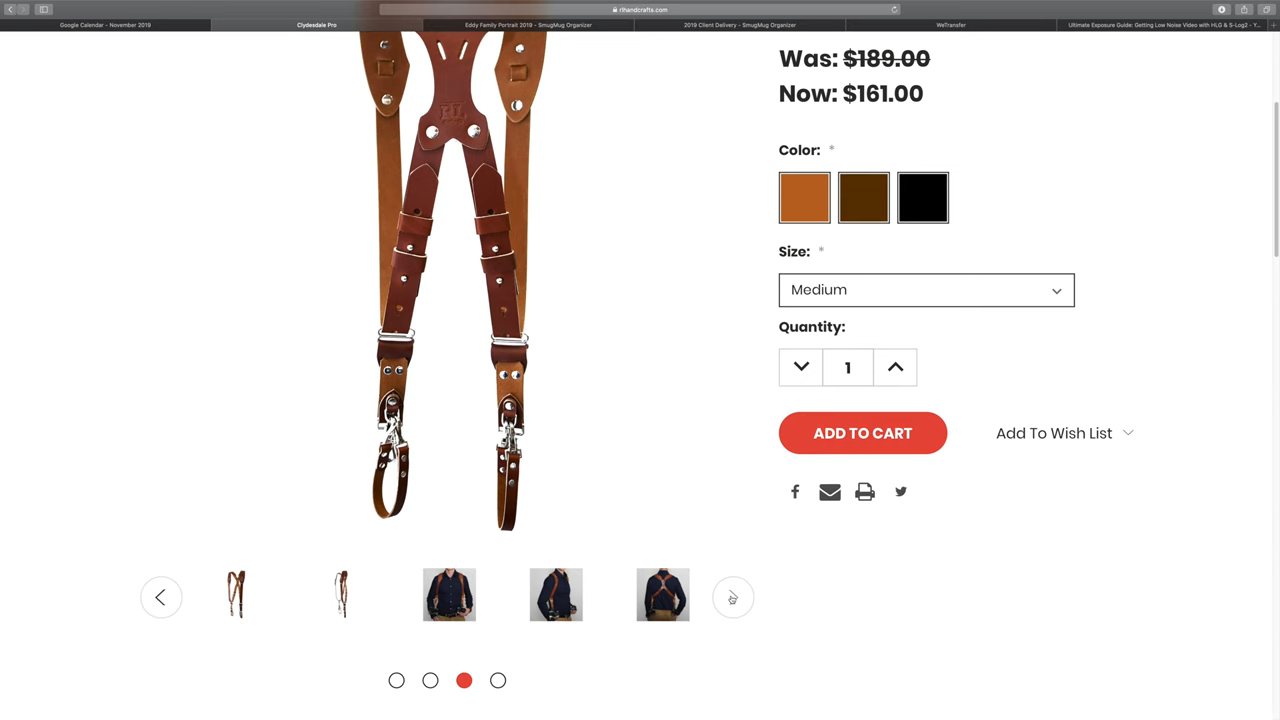 rlhandcrafts.com
Google Calendar - November 2019
Clydesdale Pro
Eddy Family Portrait 2019 - SmugMug Organizer
2019 Client Delivery - SmugMug Organizer
WeTransfer
Ultimate Exposure Guide: Getting Low Noise Video with HLG & S-Log2 - Y...
Was: $189.00
Now: $161.00
RL
Color: *
Size: *
Medium
Quantity:
1
ADD TO CART
Add To Wish List